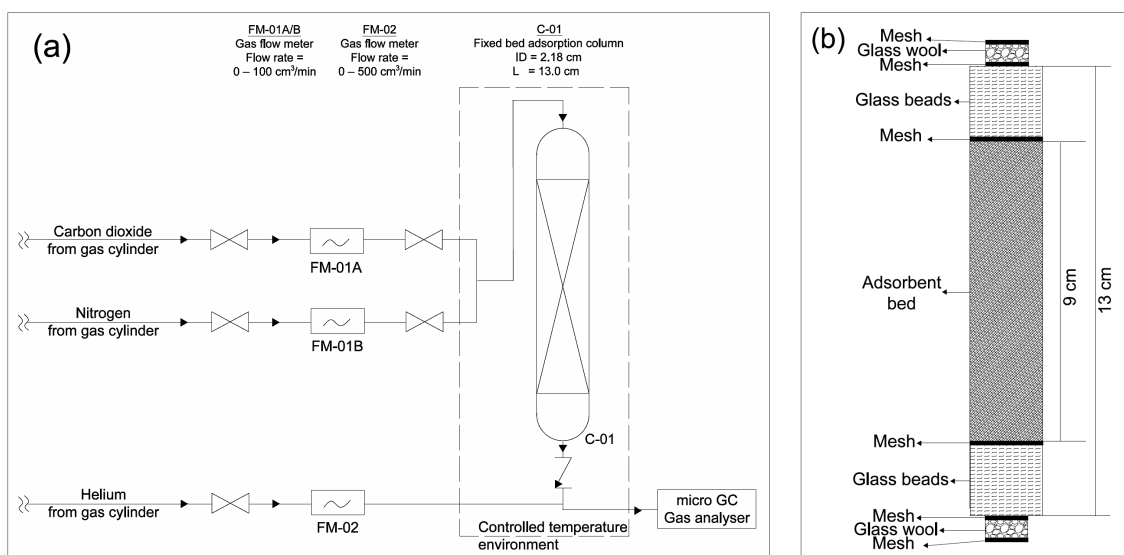 (a)
FM-01A/B
Gas flow meter
Flow rate =
0 – 100 cm³/min
FM-02
Gas flow meter
Flow rate =
0 – 500 cm³/min
C-01
Fixed bed adsorption column
ID = 2.18 cm
L = 13.0 cm
Carbon dioxide
from gas cylinder
FM-01A
Nitrogen
from gas cylinder
FM-01B
C-01
Helium
from gas cylinder
FM-02
Controlled temperature
environment
micro GC
Gas analyser
(b)
Mesh
Glass wool
Mesh
Glass beads
Mesh
Adsorbent
bed
9 cm
13 cm
Mesh
Glass beads
Mesh
Glass wool
Mesh